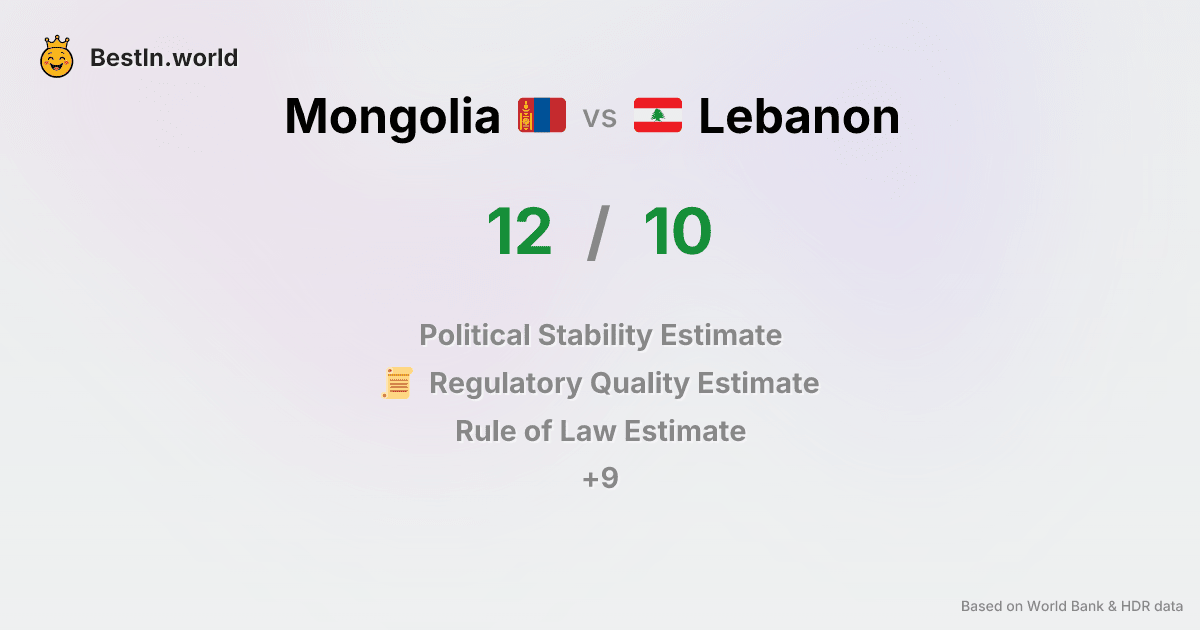 BestIn.world
Mongolia vs Lebanon
12 / 10
Political Stability Estimate
Regulatory Quality Estimate
Rule of Law Estimate
+9
Based on World Bank & HDR data